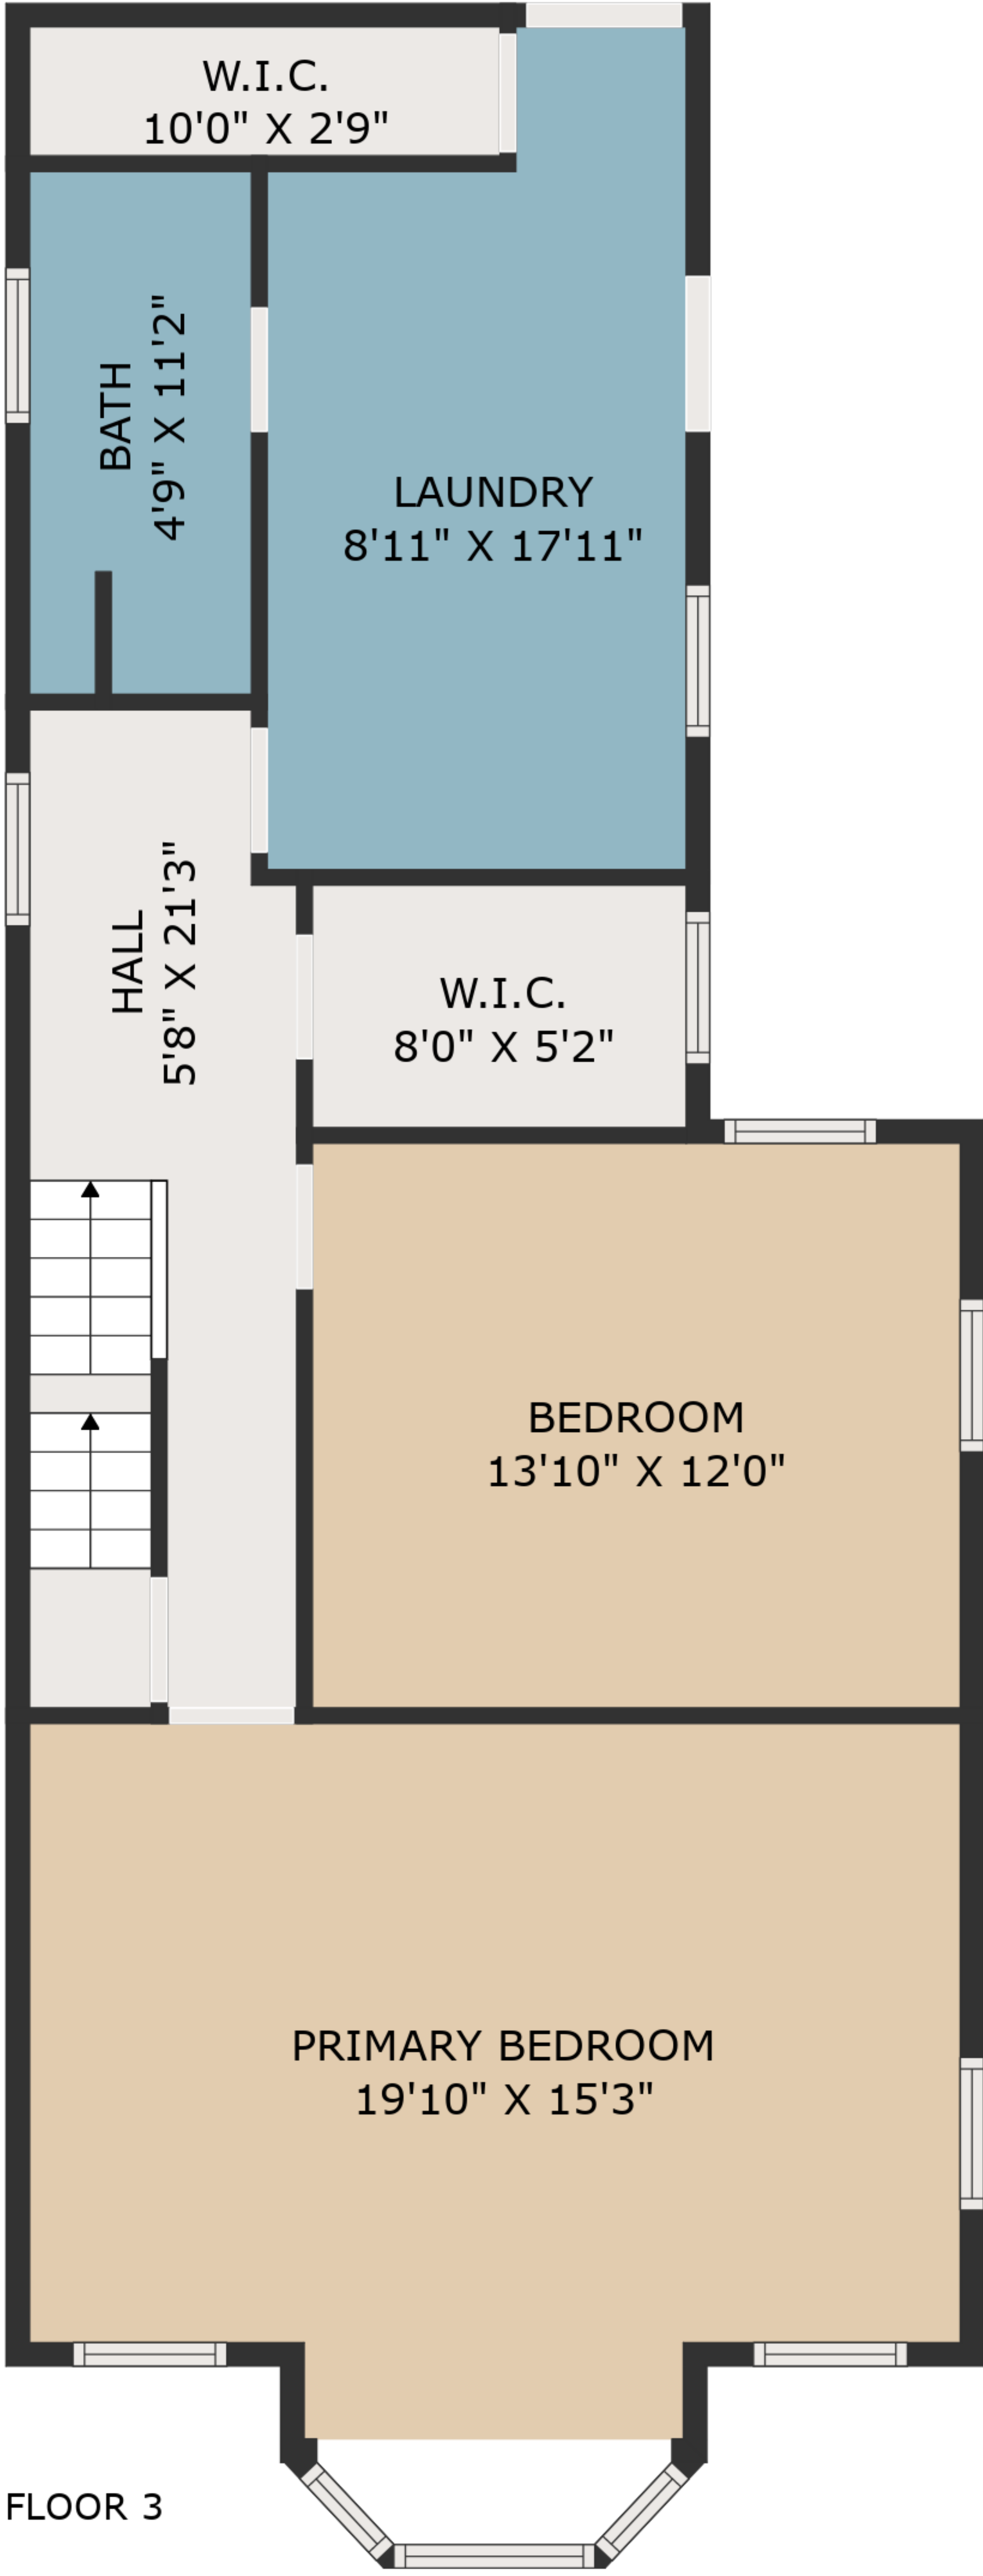 W.I.C.
10'0" X 2'9"
BATH
4'9" X 11'2"
LAUNDRY
8'11" X 17'11"
HALL
5'8" X 21'3"
W.I.C.
8'0" X 5'2"
BEDROOM
13'10" X 12'0"
PRIMARY BEDROOM
19'10" X 15'3"
FLOOR 3